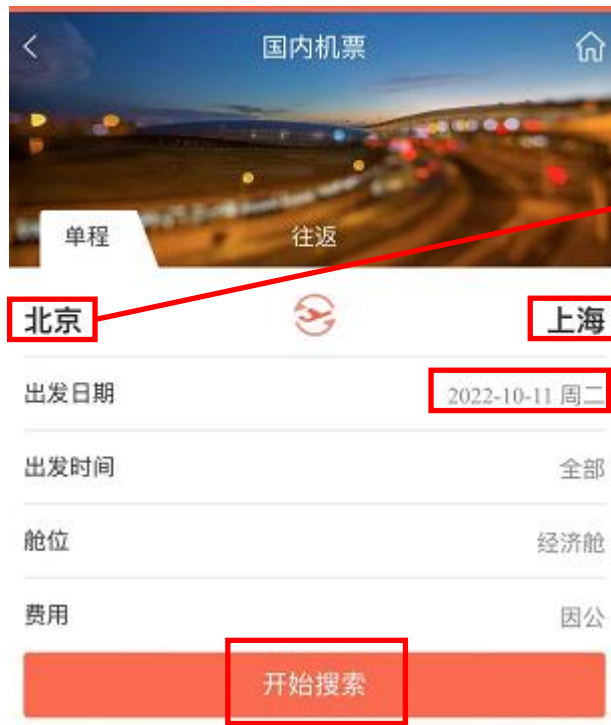 国内机票
单程 往返
北京 上海
出发日期 2022-10-11 周二
出发时间 全部
舱位 经济舱
费用 因公
开始搜索